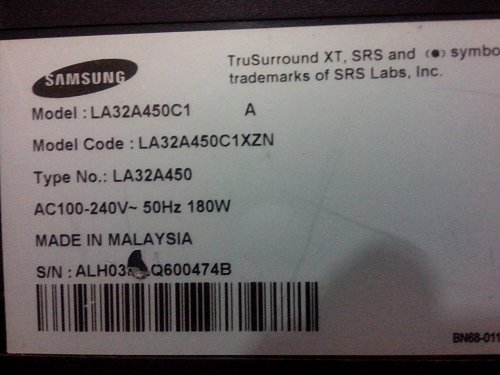 SAMSUNG
TruSurround XT, SRS and (●) symbo
trademarks of SRS Labs, Inc.
Model : LA32A450C1 A
Model Code : LA32A450C1XZN
Type No.: LA32A450
AC100-240V~ 50Hz 180W
MADE IN MALAYSIA
S/N :
BN68-011